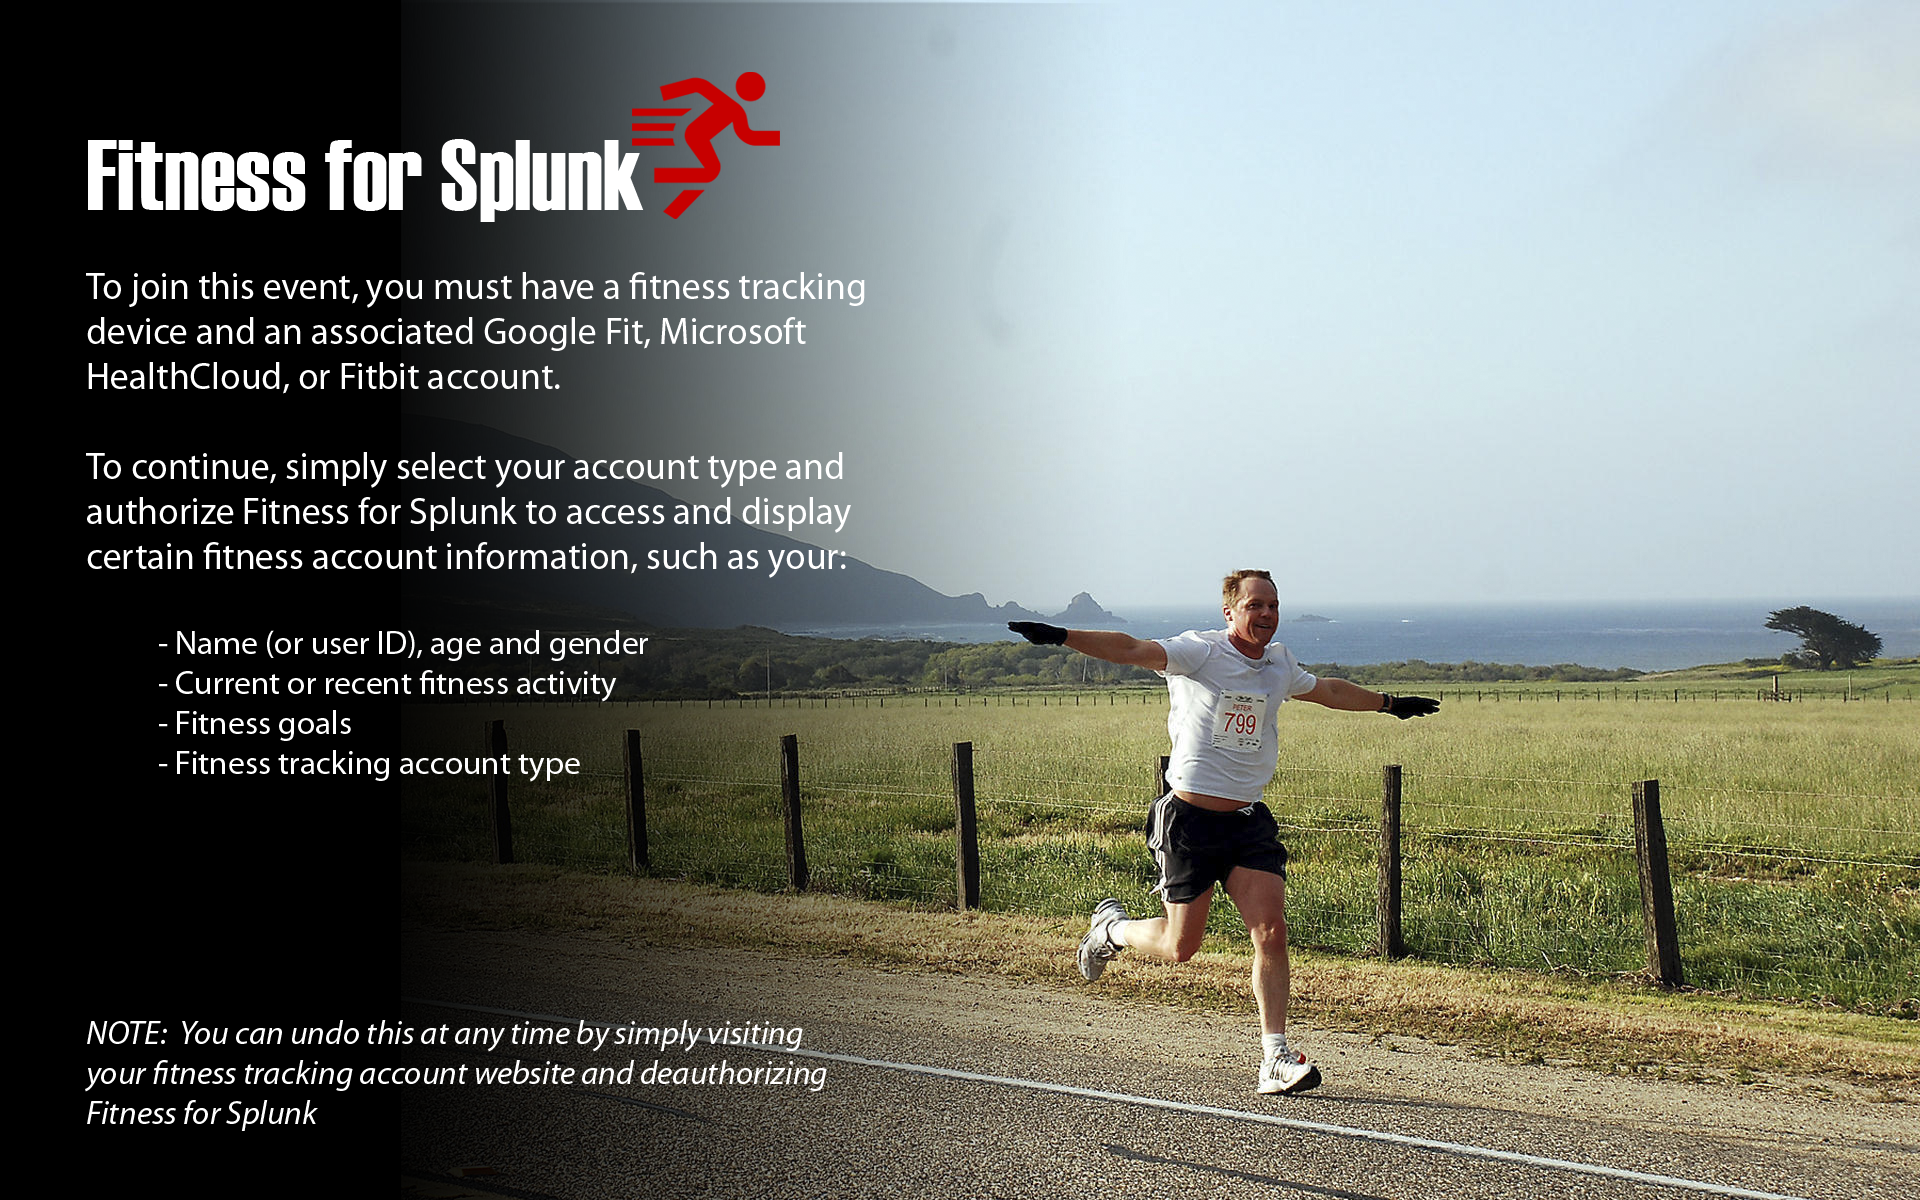 Fitness for Splunk
To join this event, you must have a fitness tracking
device and an associated Google Fit, Microsoft
HealthCloud, or Fitbit account.
To continue, simply select your account type and
authorize Fitness for Splunk to access and display
certain fitness account information, such as your:
- Name (or user ID), age and gender
- Current or recent fitness activity
- Fitness goals
- Fitness tracking account type
PETER
799
NOTE:  You can undo this at any time by simply visiting
your fitness tracking account website and deauthorizing
Fitness for Splunk